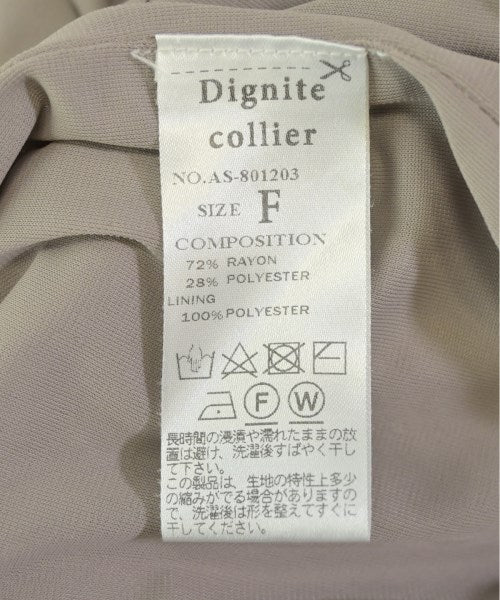 Dignite
collier
NO.AS-801203
SIZE F
COMPOSITION
72% RAYON
28% POLYESTER
LINING
100% POLYESTER
F W
長時間の浸漬や濡れたままの放
置は避け、洗濯後すばやく干し
て下さい。
この製品は、生地の特性上多少
の縮みがでる場合がありますの
で、洗濯後は形を整えてすぐに
干してください。